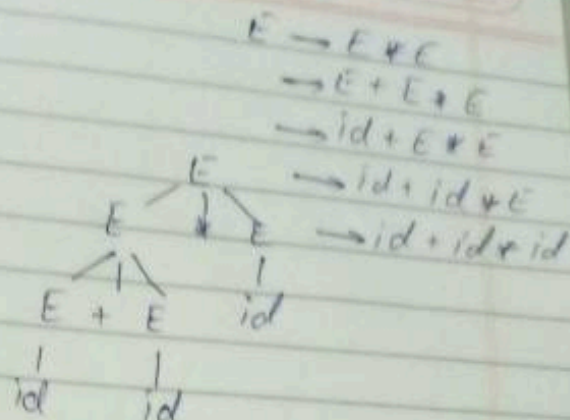 E → E * E
→ E + E * E
→ id + E * E
→ id + id * E
→ id + id * id
E
E * E
E + E id
id id